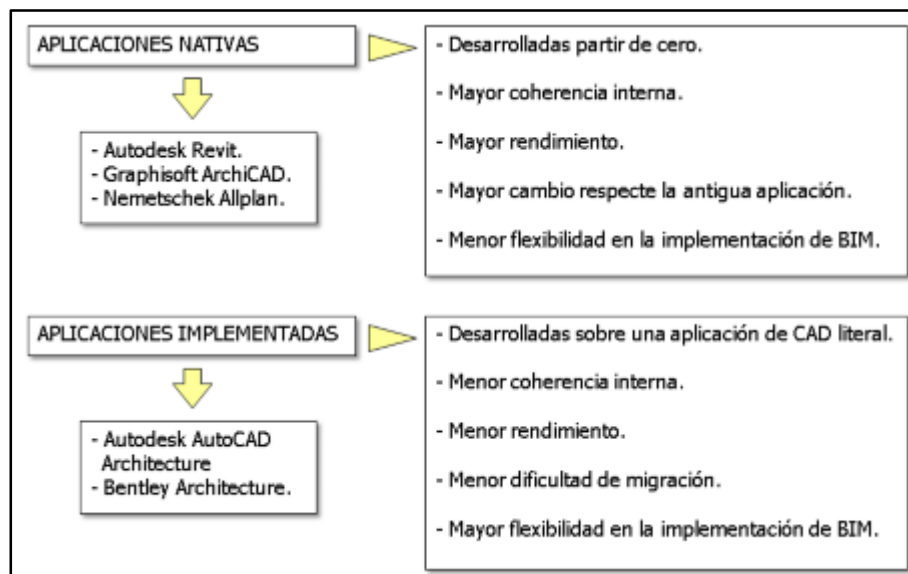 APLICACIONES NATIVAS
- Desarrolladas partir de cero.
- Mayor coherencia interna.
- Mayor rendimiento.
- Mayor cambio respecte la antigua aplicación.
- Menor flexibilidad en la implementación de BIM.
- Autodesk Revit.
- Graphisoft ArchiCAD.
- Nemetschek Allplan.
APLICACIONES IMPLEMENTADAS
- Desarrolladas sobre una aplicación de CAD literal.
- Menor coherencia interna.
- Menor rendimiento.
- Menor dificultad de migración.
- Mayor flexibilidad en la implementación de BIM.
- Autodesk AutoCAD
Architecture
- Bentley Architecture.